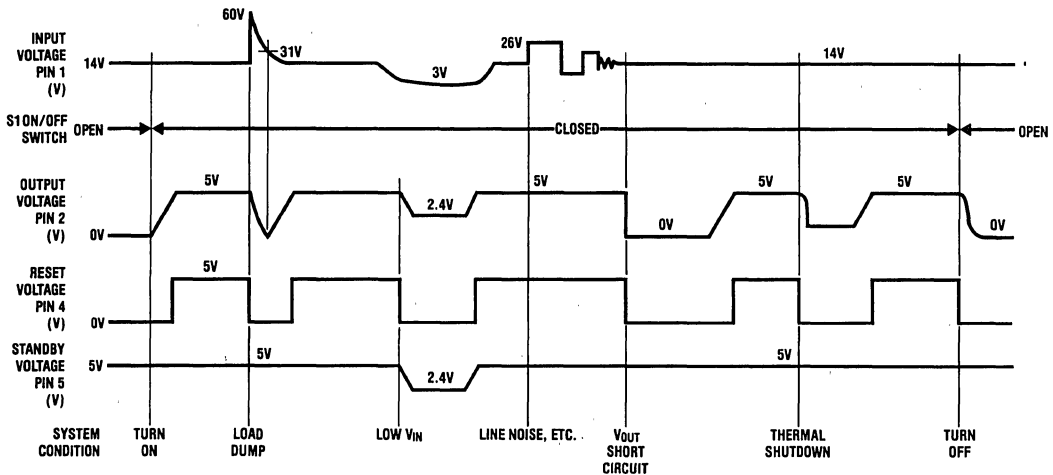 60V
INPUT
VOLTAGE
PIN 1
(V)
14V
31V
3V
26V
14V
S1 ON/OFF
SWITCH
OPEN
CLOSED
OPEN
OUTPUT
VOLTAGE
PIN 2
(V)
0V
5V
2.4V
5V
0V
5V
5V
0V
RESET
VOLTAGE
PIN 4
(V)
0V
5V
STANDBY
VOLTAGE
PIN 5
(V)
5V
5V
2.4V
5V
SYSTEM
CONDITION
TURN
ON
LOAD
DUMP
LOW VIN
LINE NOISE, ETC.
VOUT
SHORT
CIRCUIT
THERMAL
SHUTDOWN
TURN
OFF